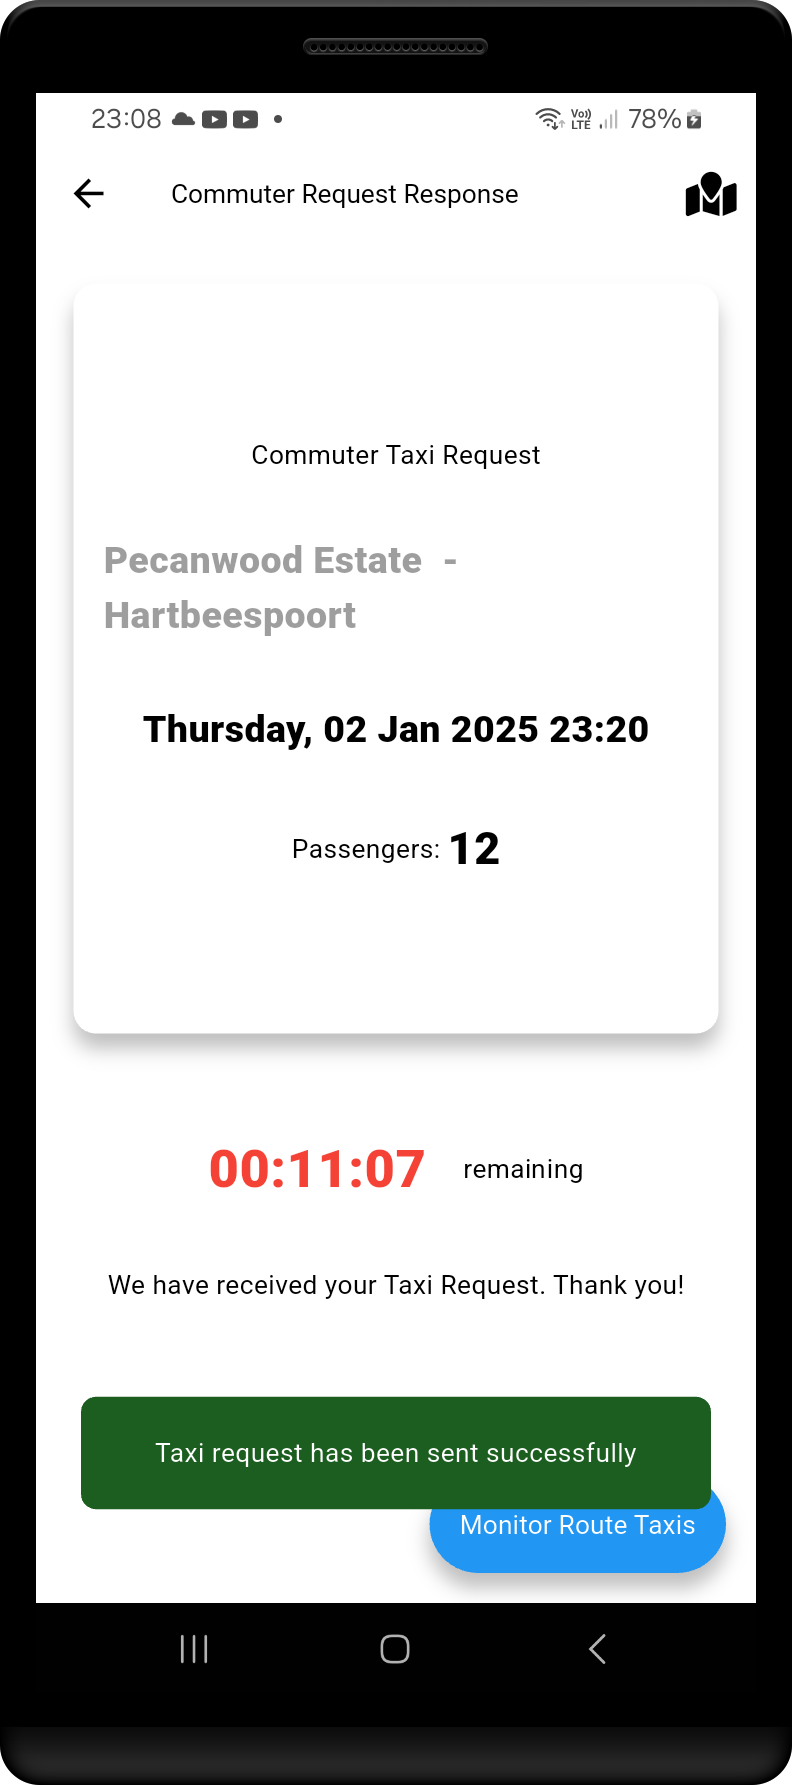 23:08
Vo)) LTE
78%
Commuter Request Response
Commuter Taxi Request
Pecanwood Estate  -
Hartbeespoort
Thursday, 02 Jan 2025 23:20
Passengers: 12
00:11:07 remaining
We have received your Taxi Request. Thank you!
Taxi request has been sent successfully
Monitor Route Taxis